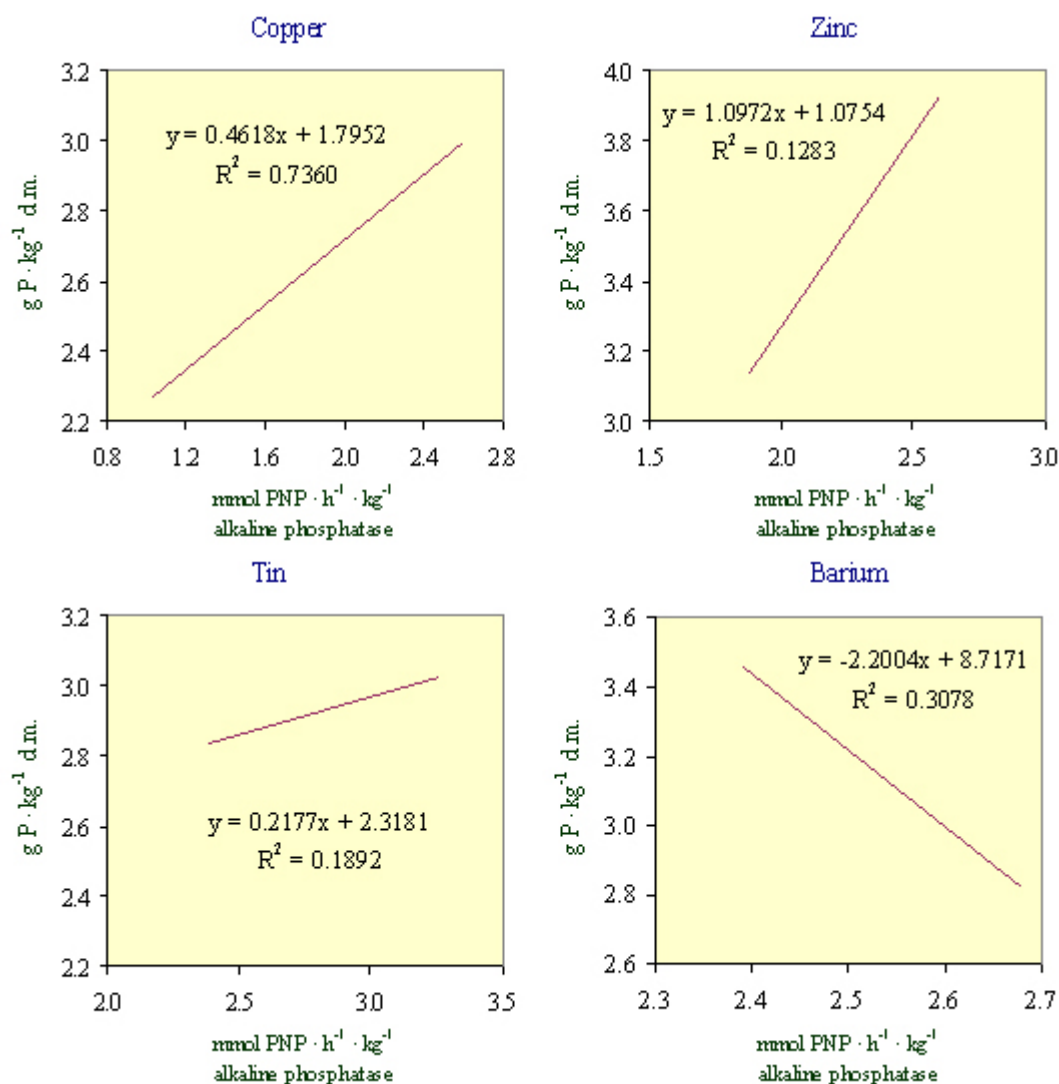 Copper
3.2
3.0
2.8
2.6
2.4
2.2
y = 0.4618x + 1.7952
R² = 0.7360
g P · kg⁻¹ d.m.
0.8 1.2 1.6 2.0 2.4 2.8
mmol PNP · h⁻¹ · kg⁻¹
alkaline phosphatase
Zinc
4.0
3.8
3.6
3.4
3.2
3.0
y = 1.0972x + 1.0754
R² = 0.1283
g P · kg⁻¹ d.m.
1.5 2.0 2.5 3.0
mmol PNP · h⁻¹ · kg⁻¹
alkaline phosphatase
Tin
3.2
3.0
2.8
2.6
2.4
2.2
y = 0.2177x + 2.3181
R² = 0.1892
g P · kg⁻¹ d.m.
2.0 2.5 3.0 3.5
mmol PNP · h⁻¹ · kg⁻¹
alkaline phosphatase
Barium
3.6
3.4
3.2
3.0
2.8
2.6
y = -2.2004x + 8.7171
R² = 0.3078
g P · kg⁻¹ d.m.
2.3 2.4 2.5 2.6 2.7
mmol PNP · h⁻¹ · kg⁻¹
alkaline phosphatase